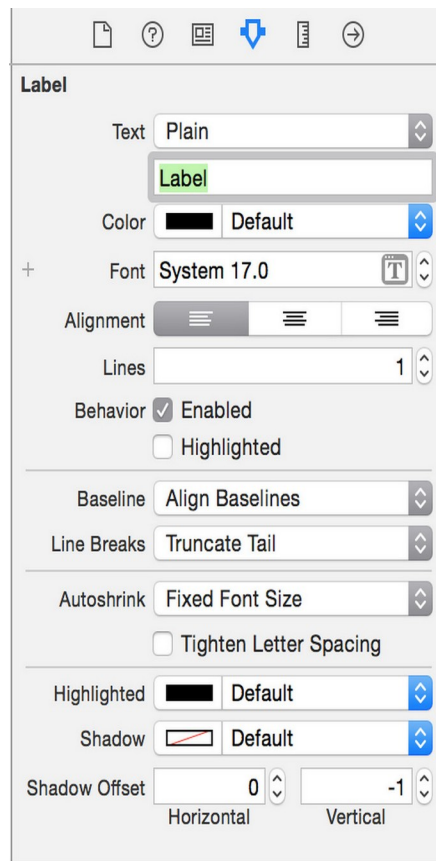 Label
Text Plain
Label
Color Default
Font System 17.0 T
Alignment
Lines 1
Behavior Enabled
Highlighted
Baseline Align Baselines
Line Breaks Truncate Tail
Autoshrink Fixed Font Size
Tighten Letter Spacing
Highlighted Default
Shadow Default
Shadow Offset 0 -1
Horizontal Vertical